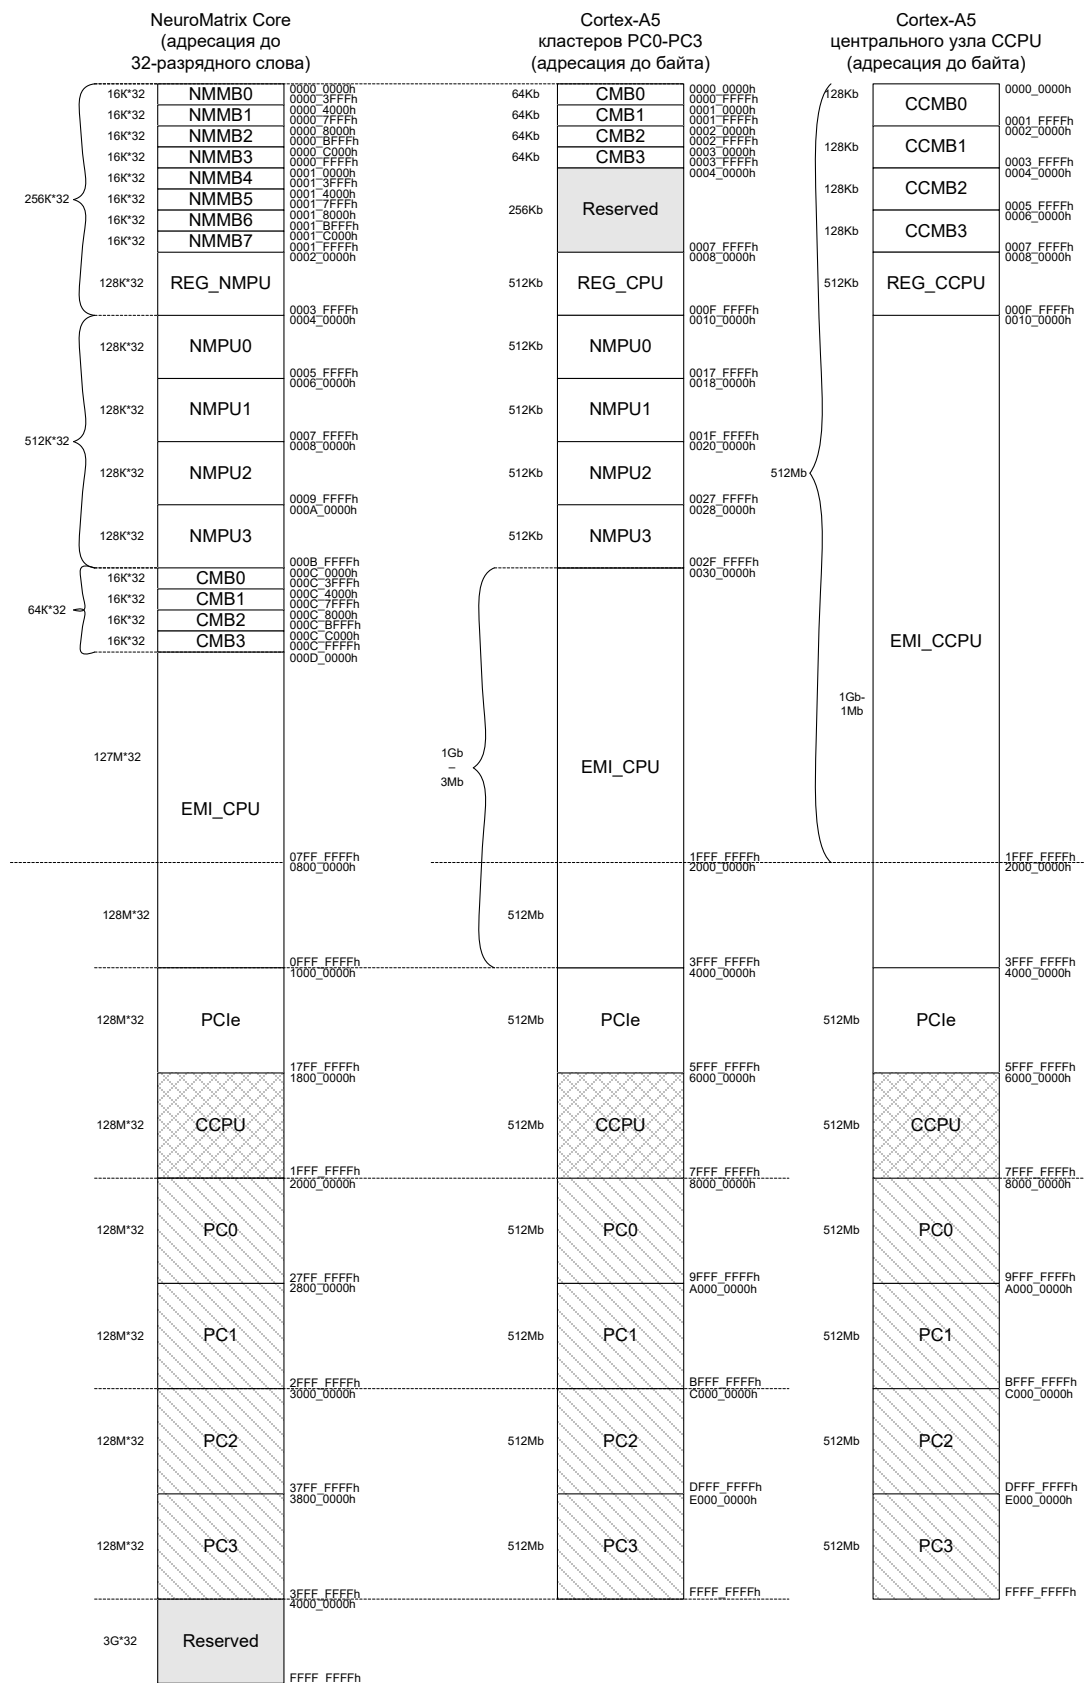 NeuroMatrix Core
(адресация до
32-разрядного слова)
256K*32
16K*32
NMMB0
0000_0000h
0000_3FFFh
16K*32
NMMB1
0000_4000h
0000_7FFFh
16K*32
NMMB2
0000_8000h
0000_BFFFh
16K*32
NMMB3
0000_C000h
0000_FFFFh
16K*32
NMMB4
0001_0000h
0001_3FFFh
16K*32
NMMB5
0001_4000h
0001_7FFFh
16K*32
NMMB6
0001_8000h
0001_BFFFh
16K*32
NMMB7
0001_C000h
0001_FFFFh
128K*32
REG_NMPU
0002_0000h
0003_FFFFh
512K*32
128K*32
NMPU0
0004_0000h
0005_FFFFh
128K*32
NMPU1
0006_0000h
0007_FFFFh
128K*32
NMPU2
0008_0000h
0009_FFFFh
128K*32
NMPU3
000A_0000h
000B_FFFFh
64K*32
16K*32
CMB0
000C_0000h
000C_3FFFh
16K*32
CMB1
000C_4000h
000C_7FFFh
16K*32
CMB2
000C_8000h
000C_BFFFh
16K*32
CMB3
000C_C000h
000C_FFFFh
000D_0000h
127M*32
EMI_CPU
07FF_FFFFh
0800_0000h
128M*32
0FFF_FFFFh
1000_0000h
128M*32
PCIe
17FF_FFFFh
1800_0000h
128M*32
CCPU
1FFF_FFFFh
2000_0000h
128M*32
PC0
27FF_FFFFh
2800_0000h
128M*32
PC1
2FFF_FFFFh
3000_0000h
128M*32
PC2
37FF_FFFFh
3800_0000h
128M*32
PC3
3FFF_FFFFh
4000_0000h
3G*32
Reserved
FFFF_FFFFh
Cortex-A5
кластеров PC0-PC3
(адресация до байта)
64Kb
CMB0
0000_0000h
0000_FFFFh
64Kb
CMB1
0001_0000h
0001_FFFFh
64Kb
CMB2
0002_0000h
0002_FFFFh
64Kb
CMB3
0003_0000h
0003_FFFFh
256Kb
Reserved
0004_0000h
0007_FFFFh
512Kb
REG_CPU
0008_0000h
000F_FFFFh
512Kb
NMPU0
0010_0000h
0017_FFFFh
512Kb
NMPU1
0018_0000h
001F_FFFFh
512Kb
NMPU2
0020_0000h
0027_FFFFh
512Kb
NMPU3
0028_0000h
002F_FFFFh
0030_0000h
1Gb
–
3Mb
EMI_CPU
1FFF_FFFFh
2000_0000h
512Mb
3FFF_FFFFh
4000_0000h
512Mb
PCIe
5FFF_FFFFh
6000_0000h
512Mb
CCPU
7FFF_FFFFh
8000_0000h
512Mb
PC0
9FFF_FFFFh
A000_0000h
512Mb
PC1
BFFF_FFFFh
C000_0000h
512Mb
PC2
DFFF_FFFFh
E000_0000h
512Mb
PC3
FFFF_FFFFh
Cortex-A5
центрального узла CCPU
(адресация до байта)
128Kb
CCMB0
0000_0000h
0001_FFFFh
128Kb
CCMB1
0002_0000h
0003_FFFFh
128Kb
CCMB2
0004_0000h
0005_FFFFh
128Kb
CCMB3
0006_0000h
0007_FFFFh
512Kb
REG_CCPU
0008_0000h
000F_FFFFh
0010_0000h
512Mb
EMI_CCPU
1Gb-
1Mb
1FFF_FFFFh
2000_0000h
3FFF_FFFFh
4000_0000h
512Mb
PCIe
5FFF_FFFFh
6000_0000h
512Mb
CCPU
7FFF_FFFFh
8000_0000h
512Mb
PC0
9FFF_FFFFh
A000_0000h
512Mb
PC1
BFFF_FFFFh
C000_0000h
512Mb
PC2
DFFF_FFFFh
E000_0000h
512Mb
PC3
FFFF_FFFFh